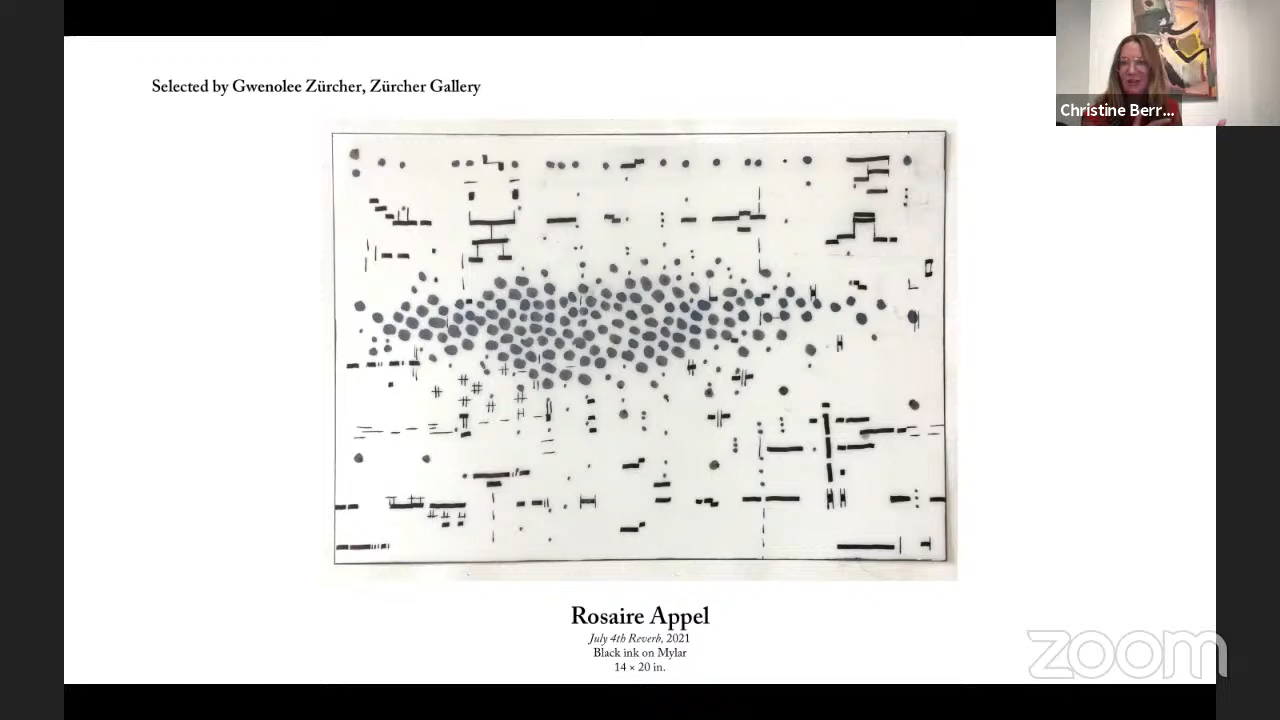 Selected by Gwenolee Zürcher, Zürcher Gallery
Christine Berr...
Rosaire Appel
July 4th Reverb, 2021
Black ink on Mylar
14 × 20 in.
zoom